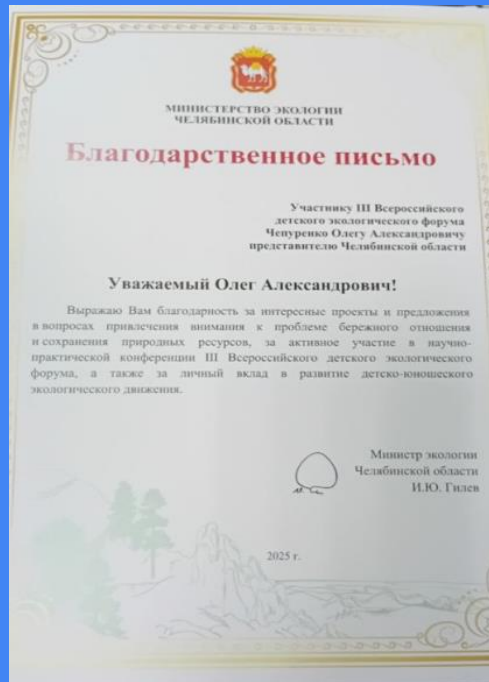 МИНИСТЕРСТВО ЭКОЛОГИИ
ЧЕЛЯБИНСКОЙ ОБЛАСТИ
Благодарственное письмо
Участнику III Всероссийского
детского экологического форума
Чепуренко Олегу Александровичу
представителю Челябинской области
Уважаемый Олег Александрович!
Выражаю Вам благодарность за интересные проекты и предложения
в вопросах привлечения внимания к проблеме бережного отношения
и сохранения природных ресурсов, за активное участие в научно-
практической конференции III Всероссийского детского экологического
форума, а также за личный вклад в развитие детско-юношеского
экологического движения.
Министр экологии
Челябинской области
И.Ю. Гилев
2025 г.